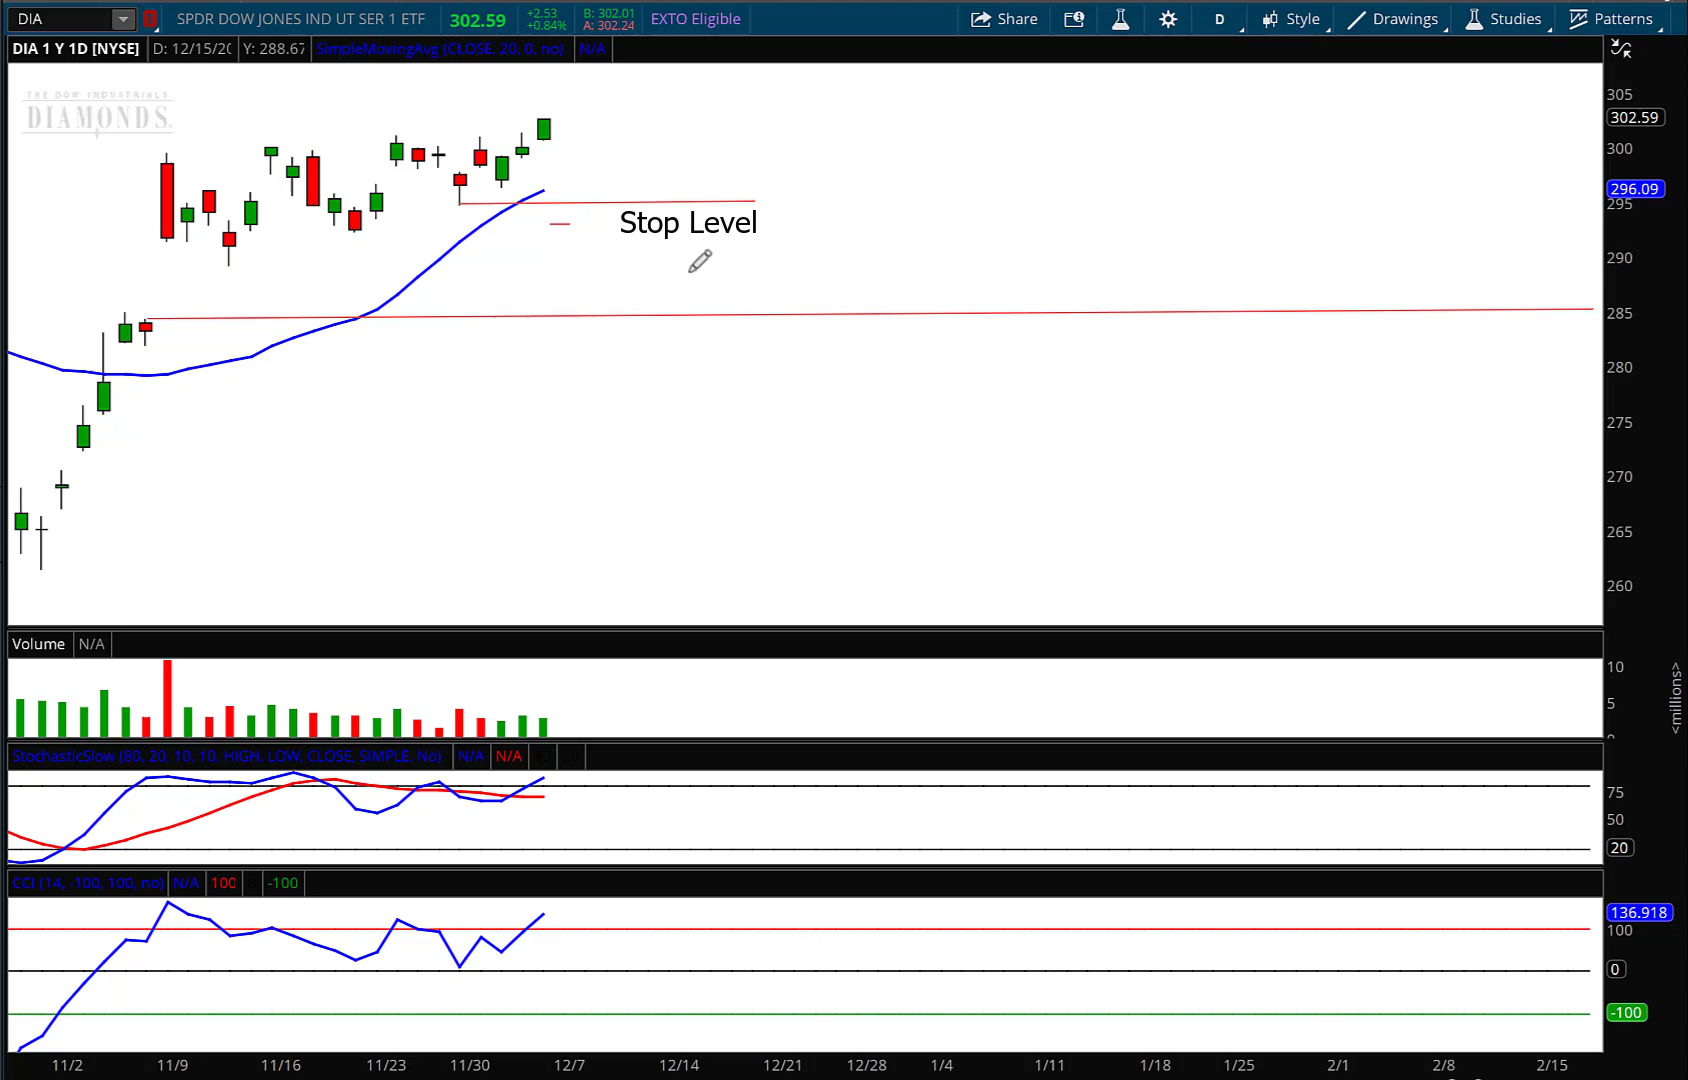 DIA SPDR DOW JONES IND UT SER 1 ETF 302.59 +2.53 +0.84% B: 302.01 A: 302.24 EXTO Eligible Share D Style Drawings Studies Patterns
DIA 1 Y 1D [NYSE] D: 12/15/20 Y: 288.67 SimpleMovingAvg (CLOSE, 20, 0, no) N/A
THE DOW INDUSTRIALS
DIAMONDS.
305
302.59
300
296.09
295
Stop Level
290
285
280
275
270
265
260
Volume N/A
10
5
<millions>
StochasticSlow (80, 20, 10, 10, HIGH, LOW, CLOSE, SIMPLE, No) N/A N/A
75
50
20
CCI (14, -100, 100, no) N/A 100 -100
136.918
100
0
-100
11/2 11/9 11/16 11/23 11/30 12/7 12/14 12/21 12/28 1/4 1/11 1/18 1/25 2/1 2/8 2/15